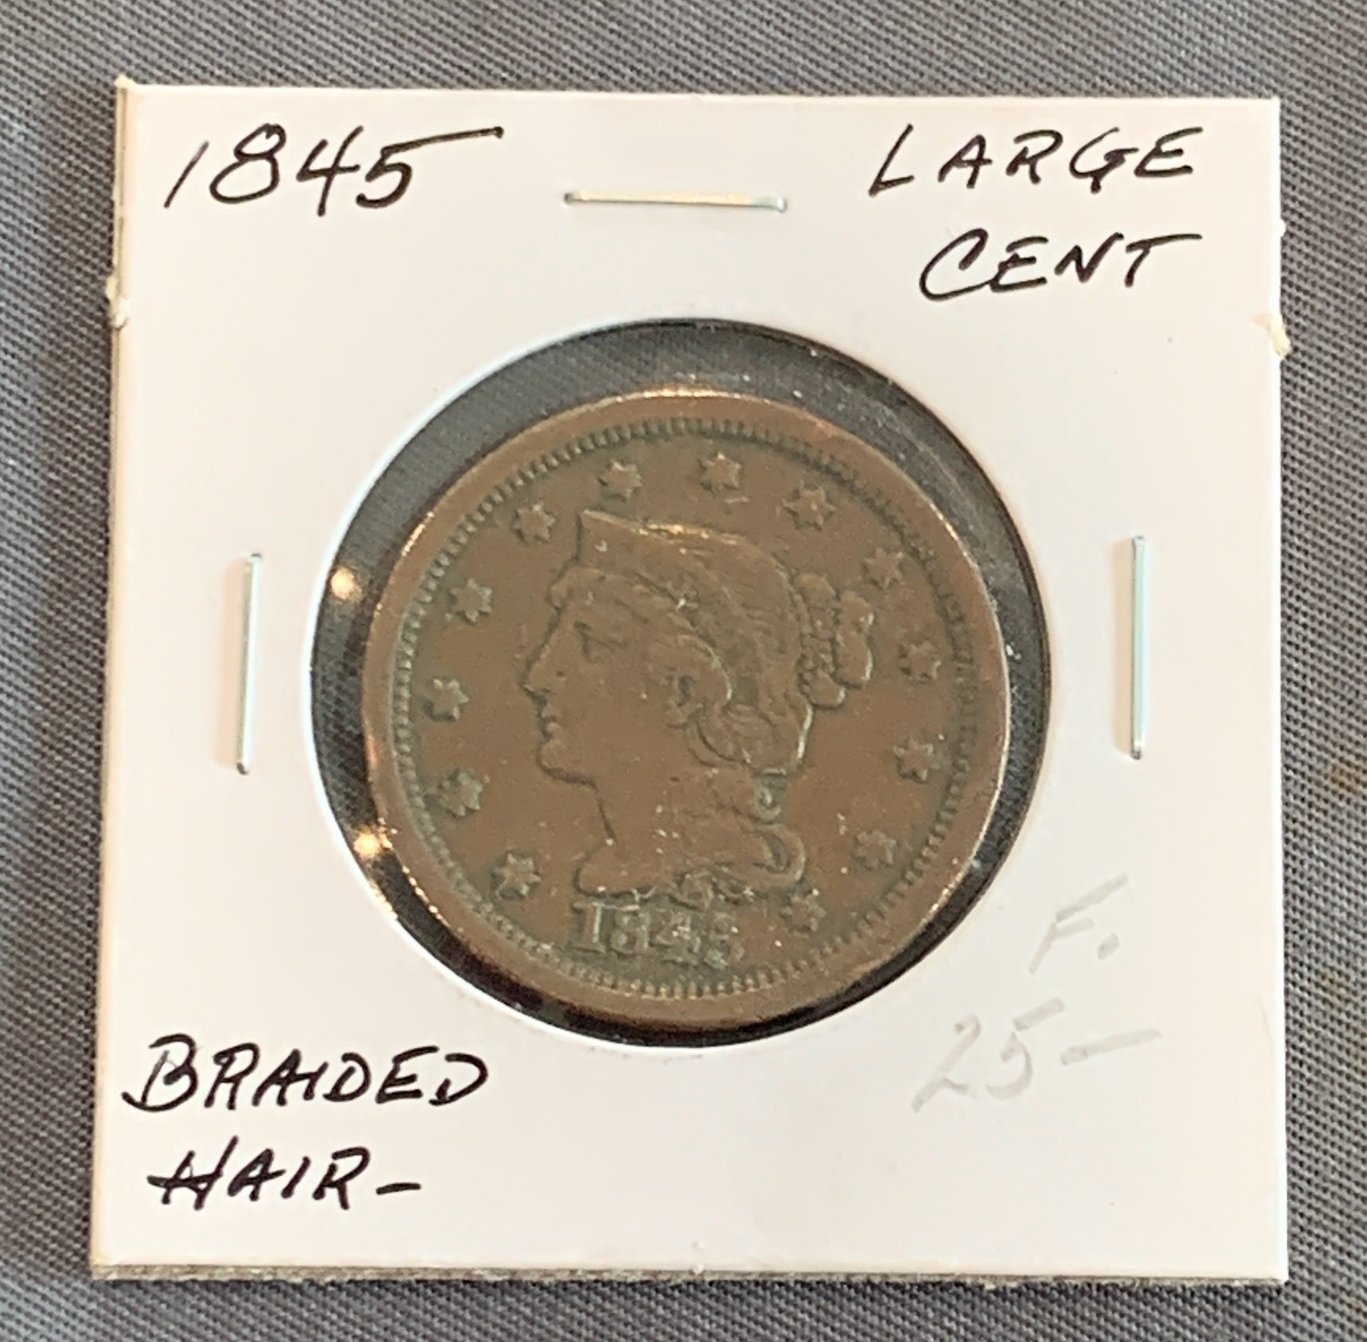 1845
LARGE
CENT
1845
BRAIDED
HAIR-
F.
25-